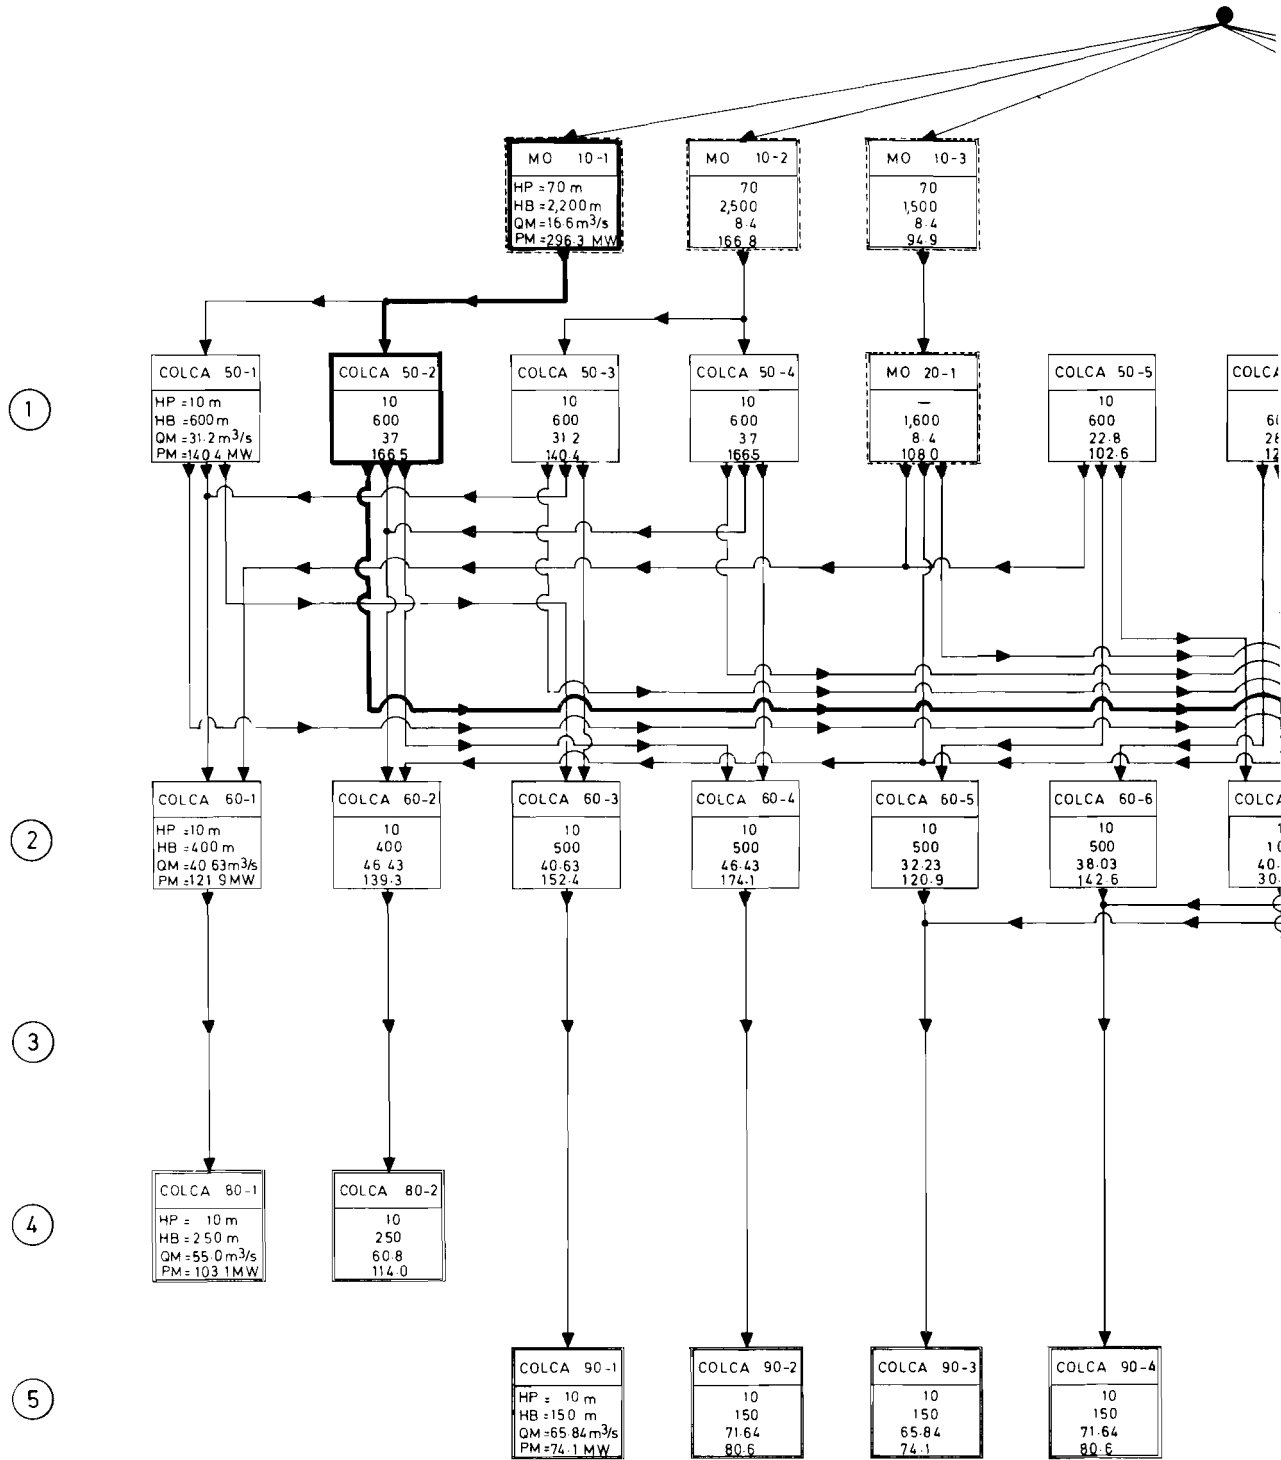 MO 10-1
HP = 70 m
HB = 2,200 m
QM = 16.6 m³/s
PM = 296.3 MW
MO 10-2
70
2,500
8.4
166.8
MO 10-3
70
1,500
8.4
94.9
1
COLCA 50-1
HP = 10 m
HB = 600 m
QM = 31.2 m³/s
PM = 140.4 MW
COLCA 50-2
10
600
37
166.5
COLCA 50-3
10
600
31.2
140.4
COLCA 50-4
10
600
37
166.5
MO 20-1
—
1,600
8.4
108.0
COLCA 50-5
10
600
22.8
102.6
COLCA
2
COLCA 60-1
HP = 10 m
HB = 400 m
QM = 40.63 m³/s
PM = 121.9 MW
COLCA 60-2
10
400
46.43
139.3
COLCA 60-3
10
500
40.63
152.4
COLCA 60-4
10
500
46.43
174.1
COLCA 60-5
10
500
32.23
120.9
COLCA 60-6
10
500
38.03
142.6
COLCA
1
10
40.
30.
3
4
COLCA 80-1
HP = 10 m
HB = 250 m
QM = 55.0 m³/s
PM = 103.1 MW
COLCA 80-2
10
250
60.8
114.0
5
COLCA 90-1
HP = 10 m
HB = 150 m
QM = 65.84 m³/s
PM = 74.1 MW
COLCA 90-2
10
150
71.64
80.6
COLCA 90-3
10
150
65.84
74.1
COLCA 90-4
10
150
71.64
80.6